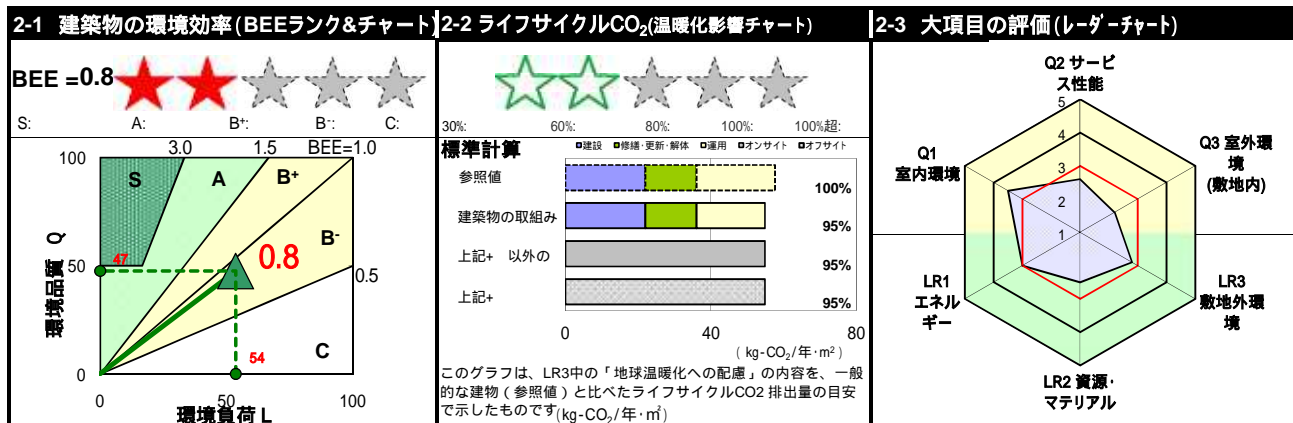 2-1 建築物の環境効率(BEEランク&チャート)
BEE =0.8
S: A: B+: B-: C:
3.0 1.5 BEE=1.0
100
S A B+
B-
環境品質 Q
47
50
0.8
0.5
54
C
0
0 50 100
環境負荷 L
2-2 ライフサイクルCO2(温暖化影響チャート)
30%: 60%: 80%: 100%: 100%超:
標準計算
■建設 ■修繕・更新・解体 □運用 ■オンサイト ■オフサイト
参照値 100%
建築物の取組み 95%
上記+ 以外の 95%
上記+ 95%
0 40 80
( kg-CO2/年・m2 )
このグラフは、LR3中の「地球温暖化への配慮」の内容を、一般
的な建物(参照値)と比べたライフサイクルCO2 排出量の目安
で示したものです(kg-CO2/年・㎡)
2-3 大項目の評価(レーダーチャート)
Q2 サービ
ス性能
5
4
3
2
1
Q1
室内環境
Q3 室外環
境
(敷地内)
LR1
エネル
ギー
LR3
敷地外環
境
LR2 資源・
マテリアル